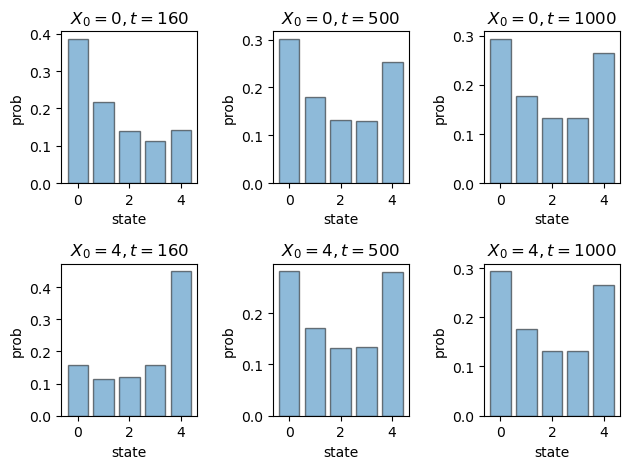 X₀ = 0, t = 160
0.4
0.3
0.2
0.1
0.0
prob
0 2 4
state
X₀ = 0, t = 500
0.3
0.2
0.1
0.0
prob
0 2 4
state
X₀ = 0, t = 1000
0.3
0.2
0.1
0.0
prob
0 2 4
state
X₀ = 4, t = 160
0.4
0.3
0.2
0.1
0.0
prob
0 2 4
state
X₀ = 4, t = 500
0.2
0.1
0.0
prob
0 2 4
state
X₀ = 4, t = 1000
0.3
0.2
0.1
0.0
prob
0 2 4
state